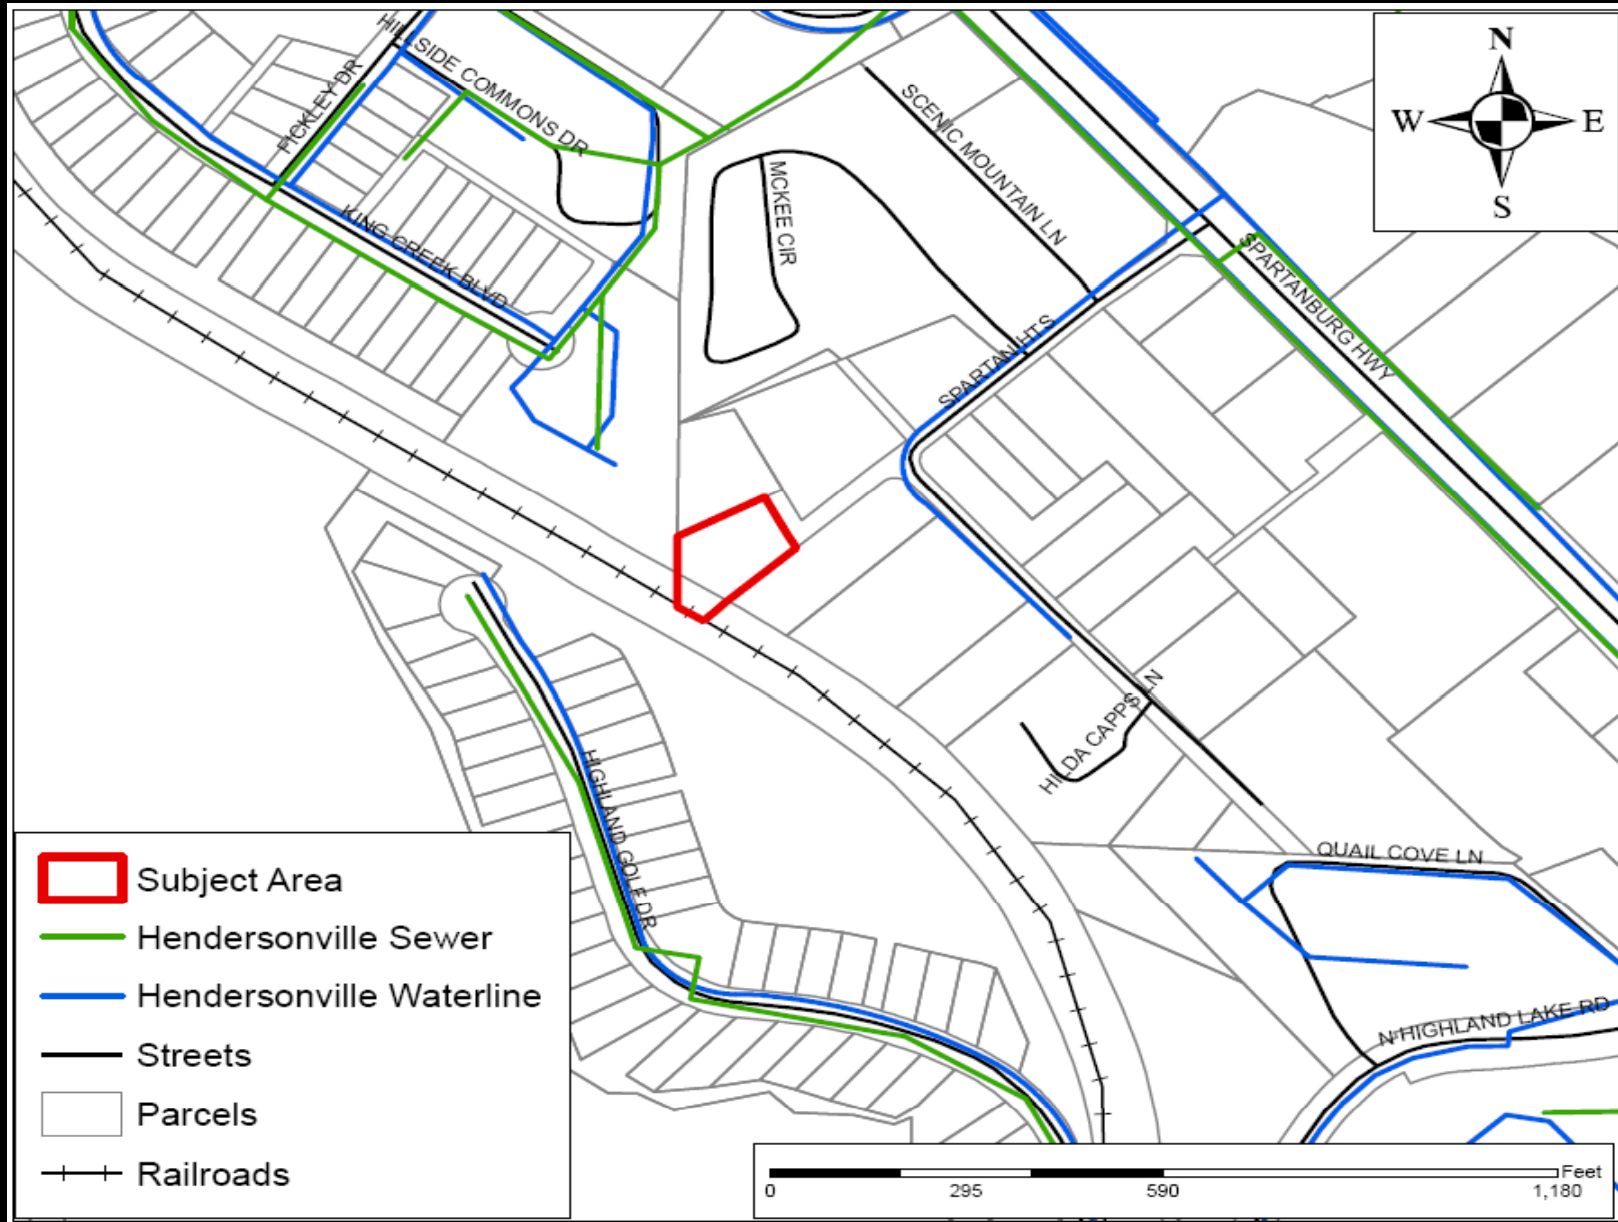 HILLSIDE COMMONS DR
PICKLEY DR
KING CREEK BLVD
MCKEE CIR
SCENIC MOUNTAIN LN
SPARTAN HTS
SPARTANBURG HWY
N
W
E
S
HILDA CAPPS LN
HIGHLAND GOLF DR
QUAIL COVE LN
N HIGHLAND LAKE RD
Subject Area
Hendersonville Sewer
Hendersonville Waterline
Streets
Parcels
Railroads
Feet
0 295 590 1,180